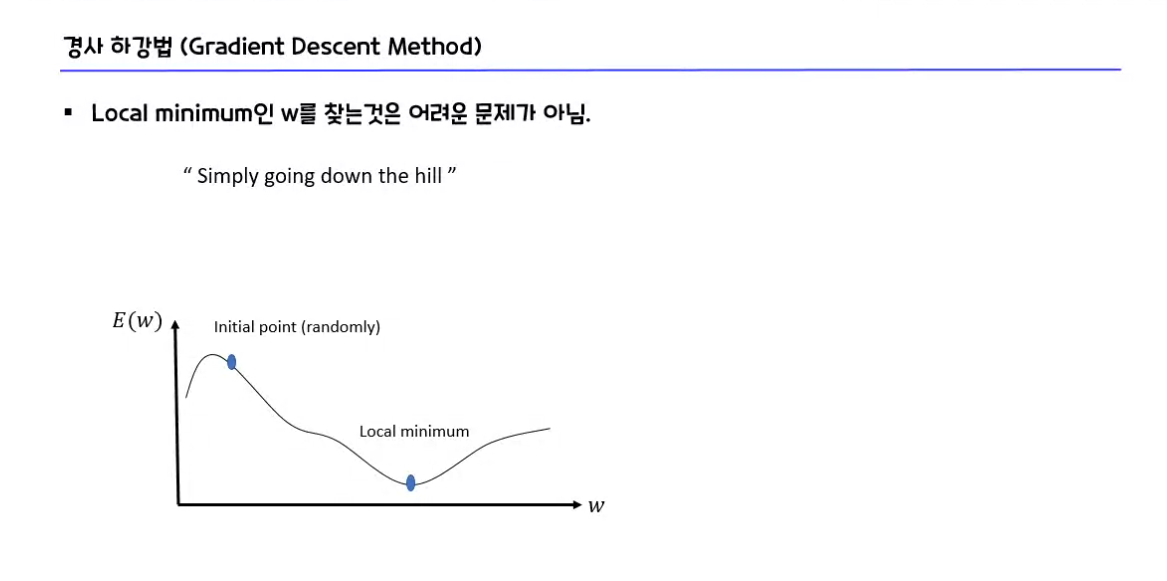 경사 하강법 (Gradient Descent Method)
▪ Local minimum인 w를 찾는것은 어려운 문제가 아님.
“ Simply going down the hill ”
E(w)
Initial point (randomly)
Local minimum
w